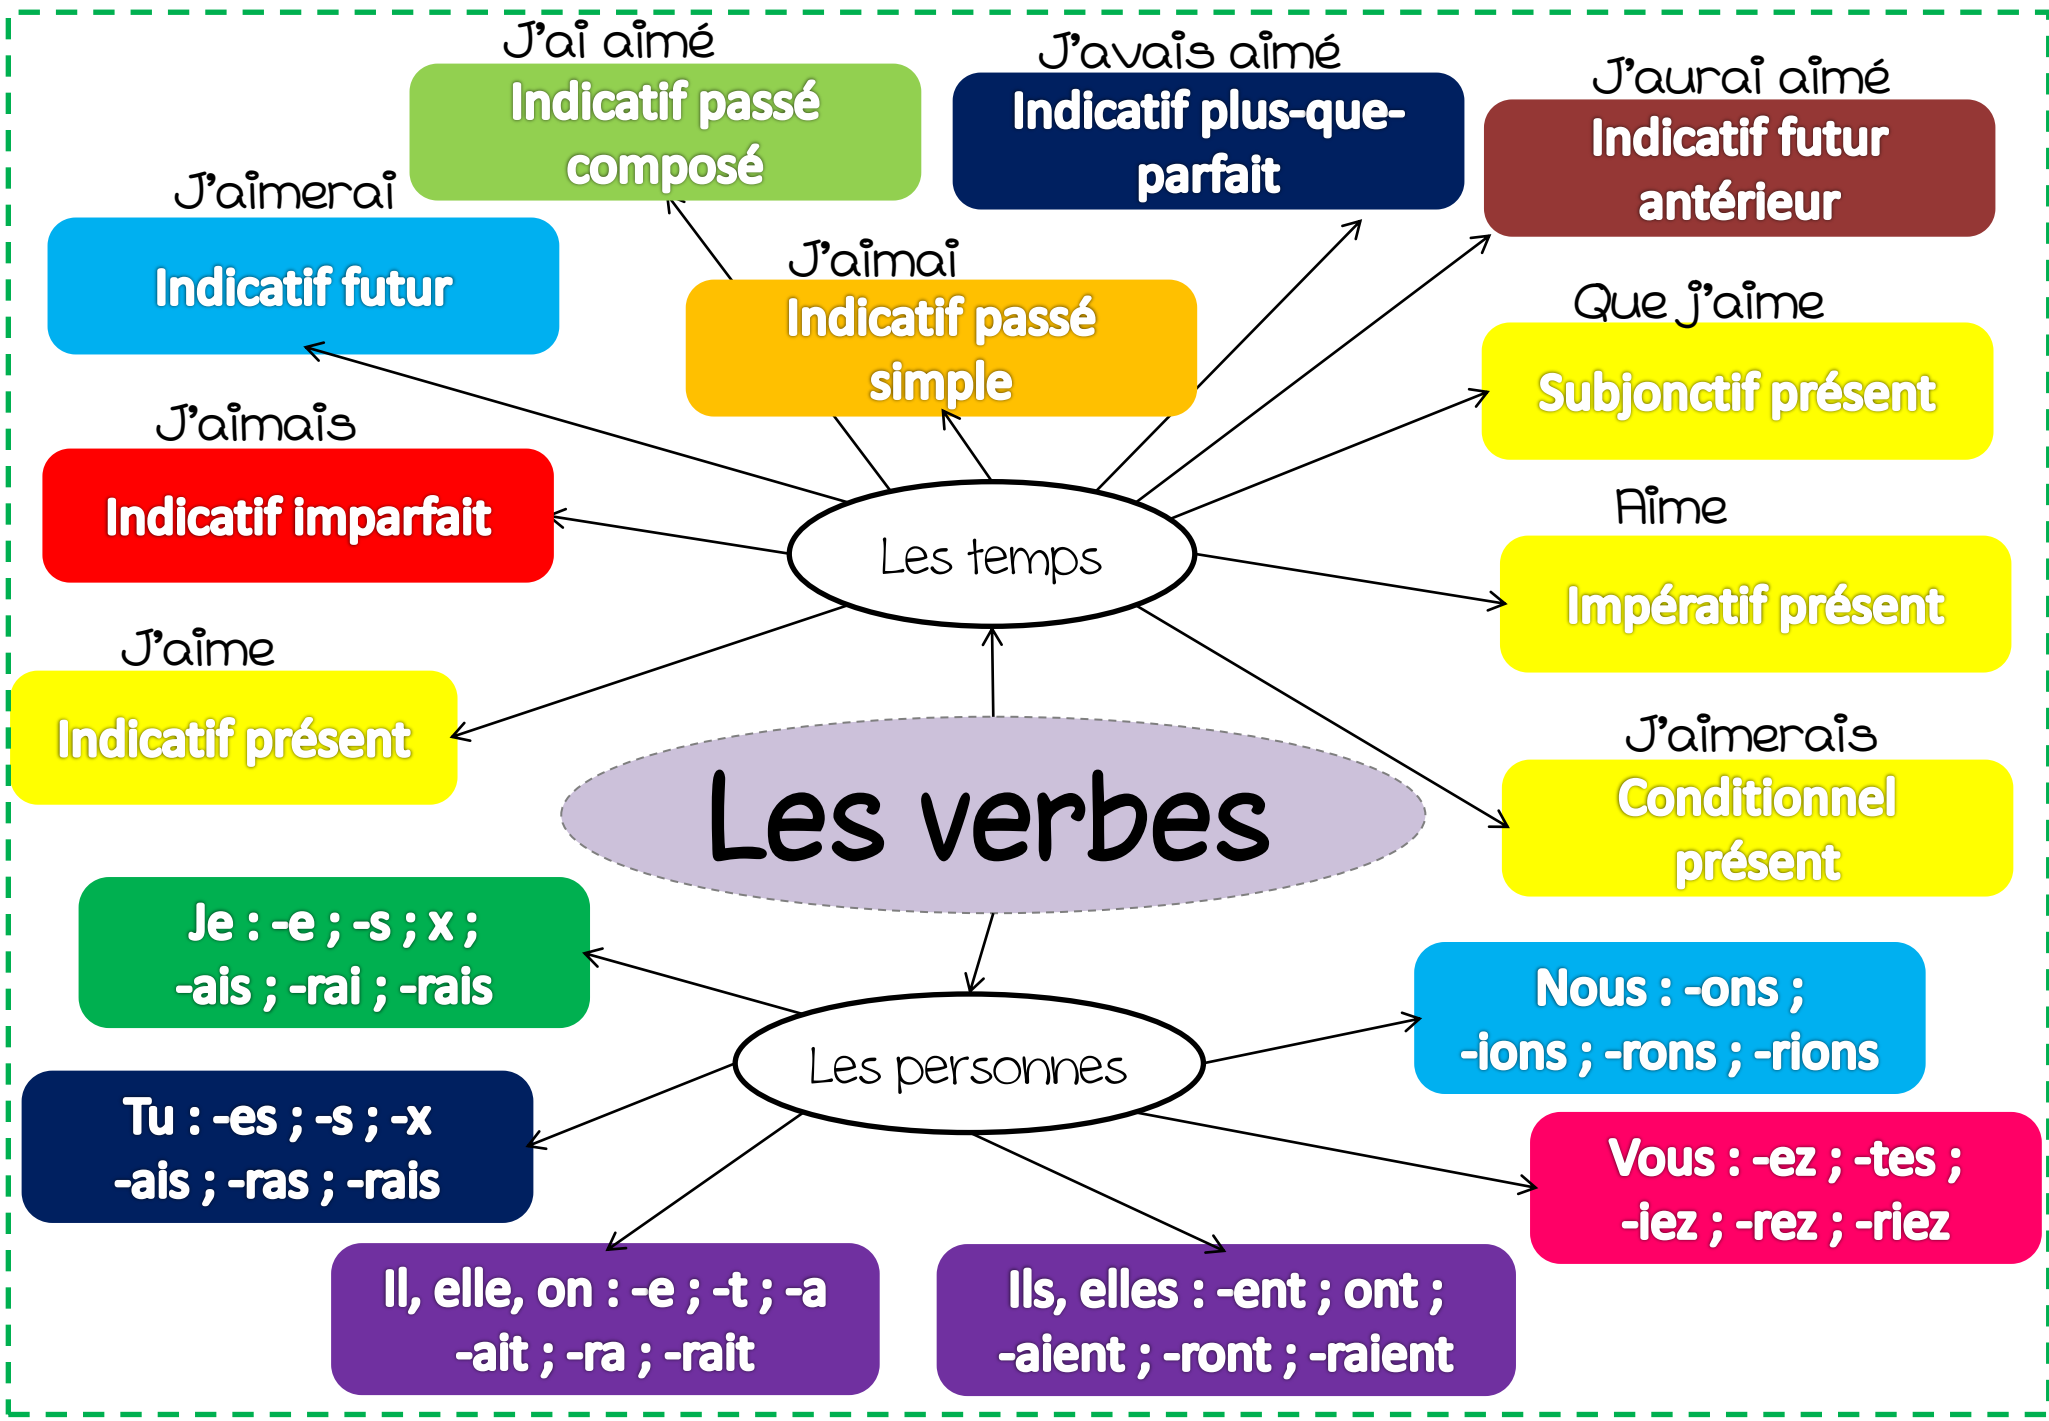 J'ai aimé
Indicatif passé
composé
J'avais aimé
Indicatif plus-que-
parfait
J'aurai aimé
Indicatif futur
antérieur
J'aimerai
Indicatif futur
J'aimai
Indicatif passé
simple
Que j'aime
Subjonctif présent
J'aimais
Indicatif imparfait
Les temps
Aime
Impératif présent
J'aime
Indicatif présent
J'aimerais
Conditionnel
présent
Les verbes
Je : -e ; -s ; x ;
-ais ; -rai ; -rais
Nous : -ons ;
-ions ; -rons ; -rions
Les personnes
Tu : -es ; -s ; -x
-ais ; -ras ; -rais
Vous : -ez ; -tes ;
-iez ; -rez ; -riez
Il, elle, on : -e ; -t ; -a
-ait ; -ra ; -rait
Ils, elles : -ent ; ont ;
-aient ; -ront ; -raient